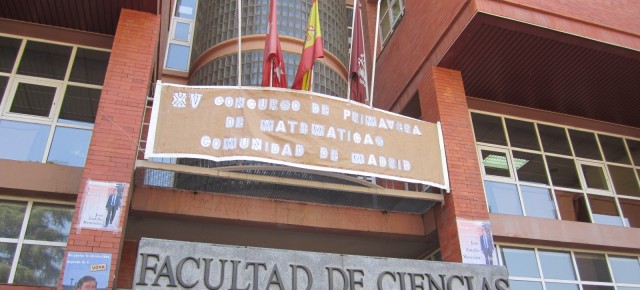 XV CONCURSO DE PRIMAVERA
DE MATEMATICAS
COMUNIDAD DE MADRID
FACULTAD DE CIENCIAS